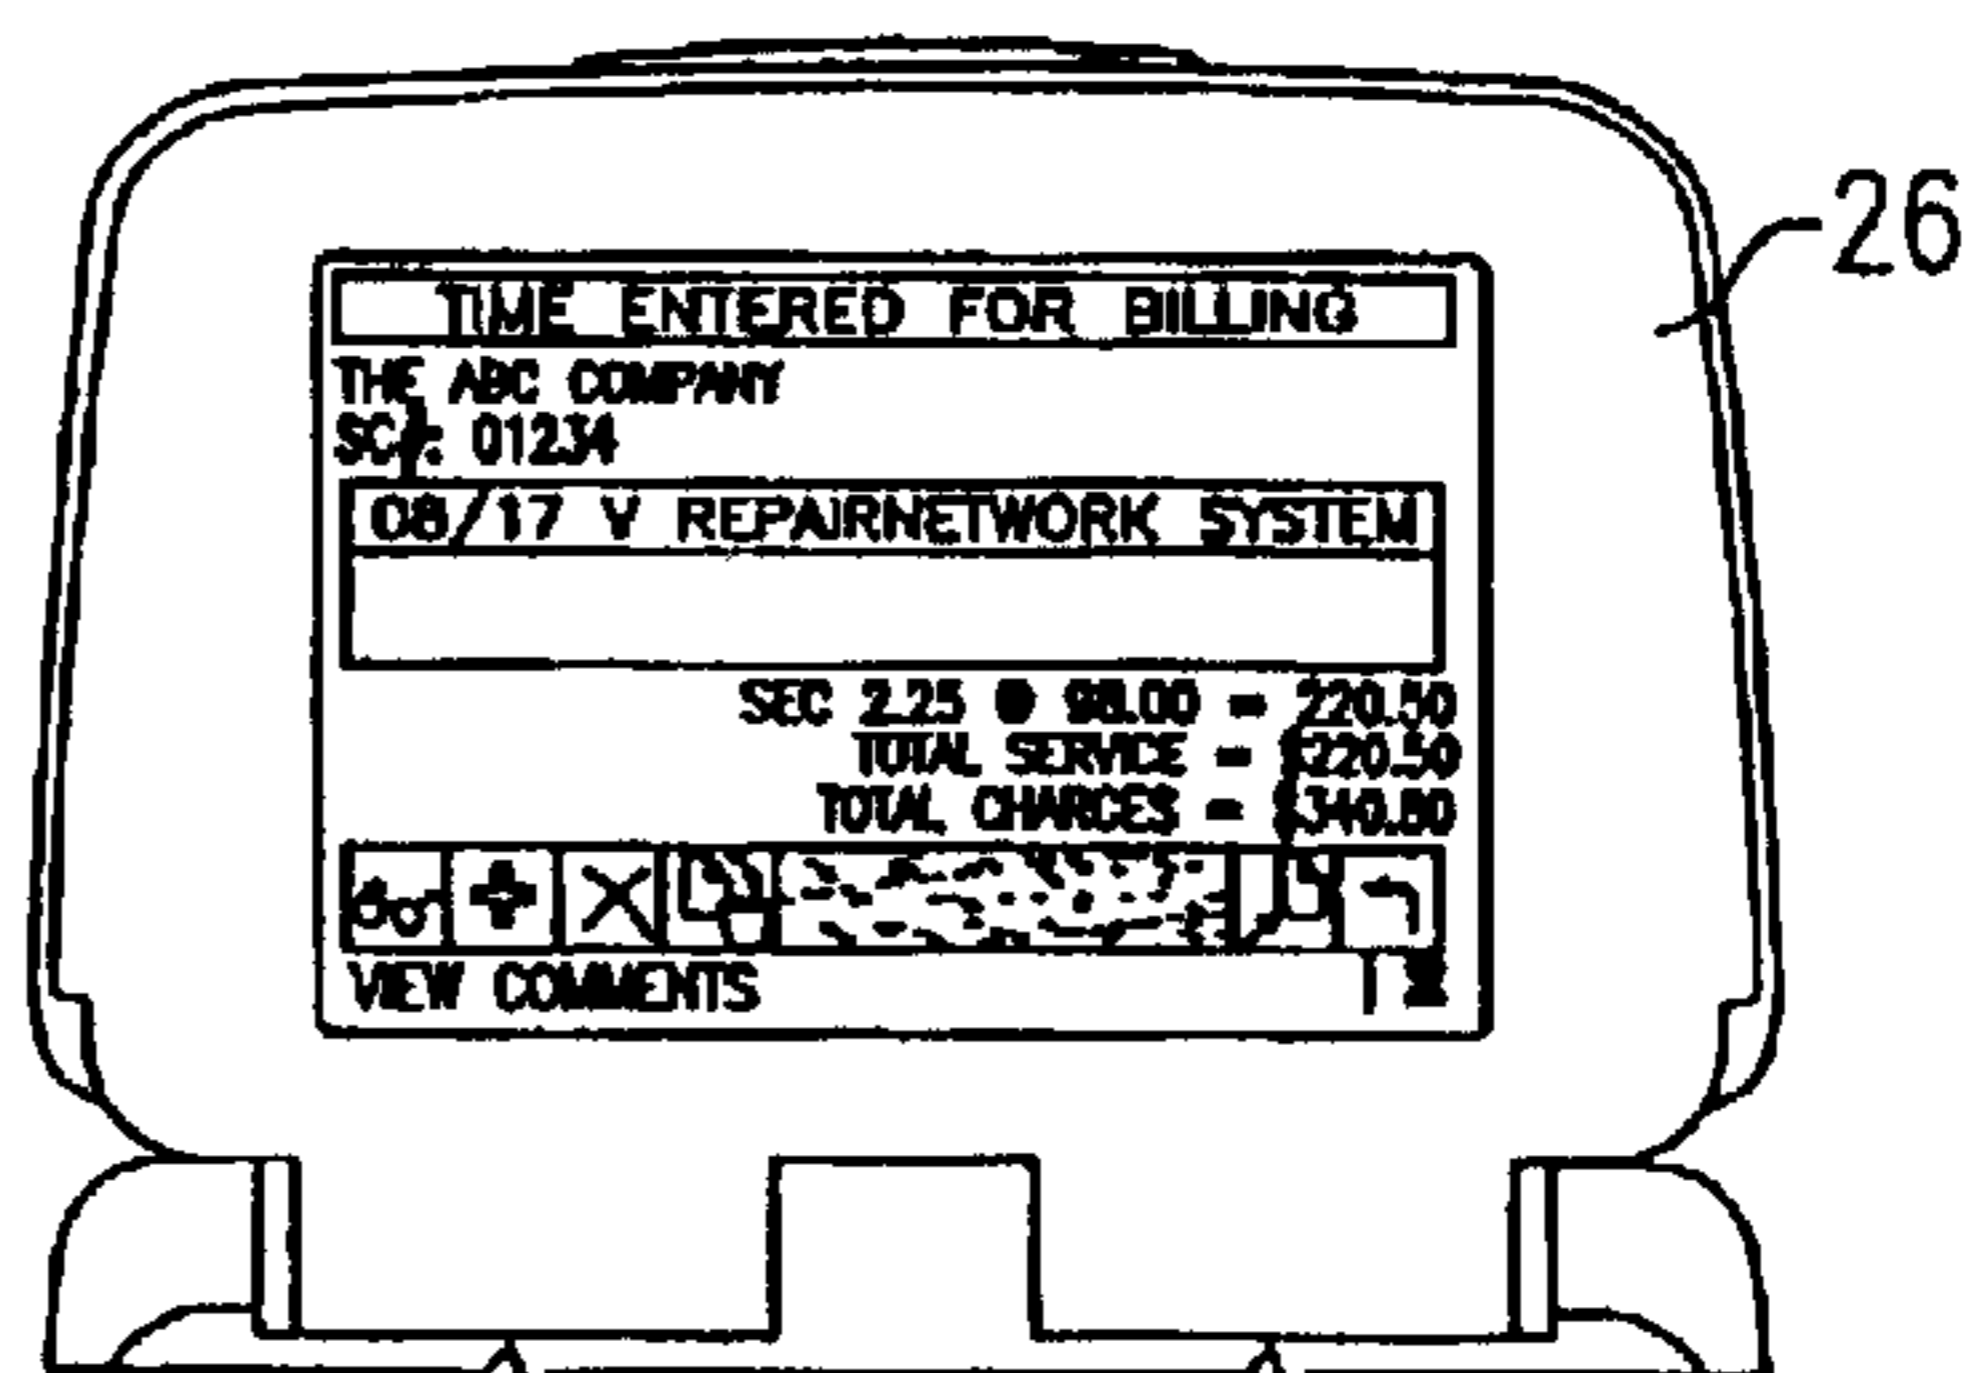 26
TIME ENTERED FOR BILLING
THE ABC COMPANY
SC#: 01234
08/17 V REPAIRNETWORK SYSTEM
SEC 2.25 @ 98.00 = 220.50
TOTAL SERVICE = $220.50
TOTAL CHARGES = $340.80
VIEW COMMENTS